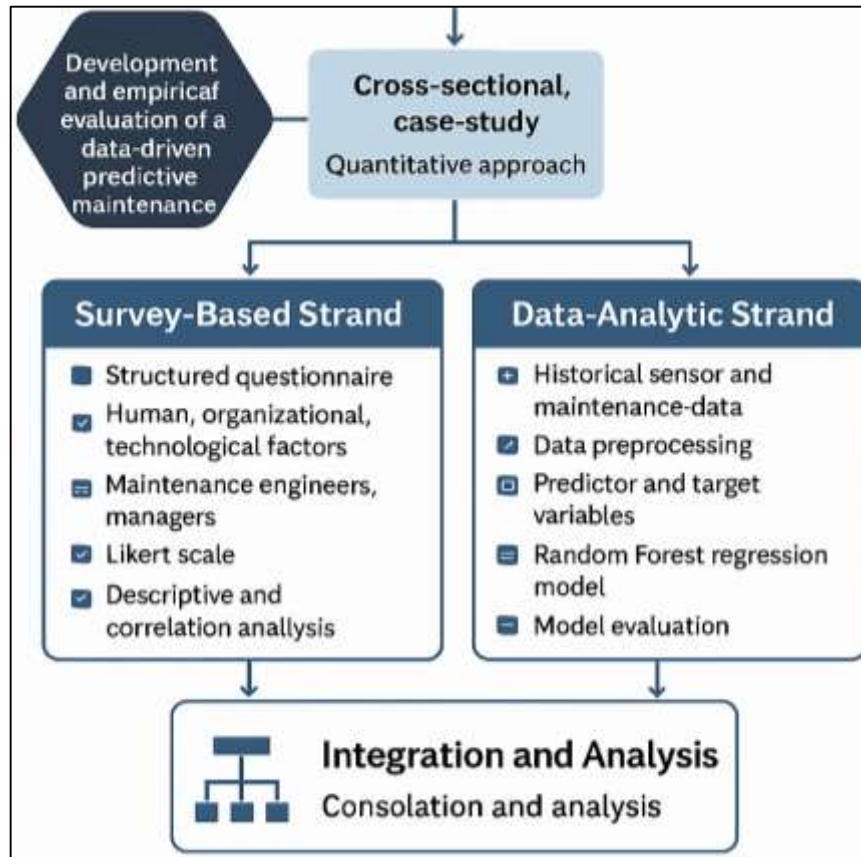 Development
and empiricaf
evaluation of a
data-driven
predictive
maintenance
Cross-sectional,
case-study
Quantitative approach
Survey-Based Strand
Structured questionnaire
Human, organizational,
technological factors
Maintenance engineers,
managers
Likert scale
Descriptive and
correlation anallysis
Data-Analytic Strand
Historical sensor and
maintenance-data
Data preprocessing
Predictor and target
variables
Random Forest regression
model
Model evaluation
Integration and Analysis
Consolation and analysis